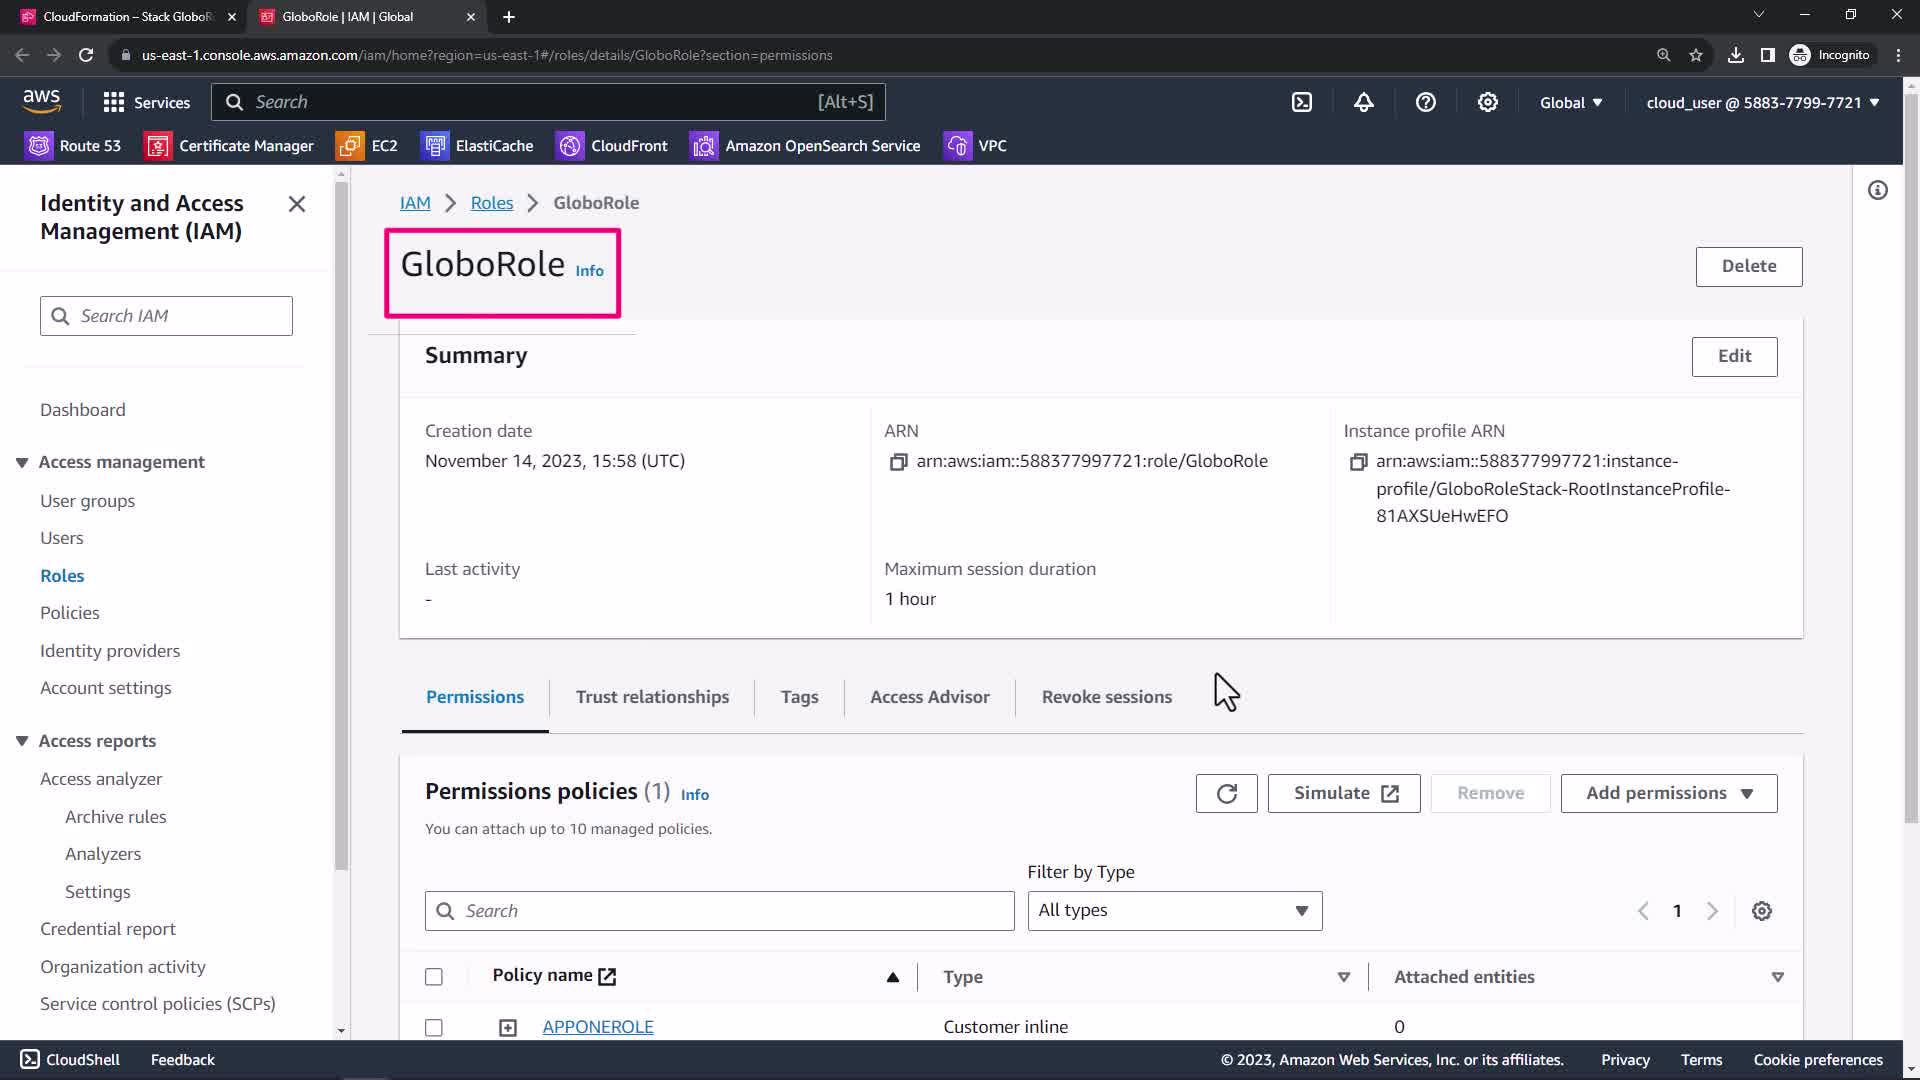 CloudFormation – Stack GloboR
GloboRole | IAM | Global
us-east-1.console.aws.amazon.com/iam/home?region=us-east-1#/roles/details/GloboRole?section=permissions
Incognito
aws
Services
Search
[Alt+S]
Global
cloud_user @ 5883-7799-7721
Route 53
Certificate Manager
EC2
ElastiCache
CloudFront
Amazon OpenSearch Service
VPC
Identity and Access
Management (IAM)
Search IAM
Dashboard
Access management
User groups
Users
Roles
Policies
Identity providers
Account settings
Access reports
Access analyzer
Archive rules
Analyzers
Settings
Credential report
Organization activity
Service control policies (SCPs)
IAM
Roles
GloboRole
GloboRole Info
Delete
Summary
Edit
Creation date
November 14, 2023, 15:58 (UTC)
ARN
arn:aws:iam::588377997721:role/GloboRole
Instance profile ARN
arn:aws:iam::588377997721:instance-
profile/GloboRoleStack-RootInstanceProfile-
81AXSUeHwEFO
Last activity
-
Maximum session duration
1 hour
Permissions
Trust relationships
Tags
Access Advisor
Revoke sessions
Permissions policies (1) Info
You can attach up to 10 managed policies.
Simulate
Remove
Add permissions
Filter by Type
Search
All types
1
Policy name
Type
Attached entities
APPONEROLE
Customer inline
0
CloudShell
Feedback
© 2023, Amazon Web Services, Inc. or its affiliates.
Privacy
Terms
Cookie preferences